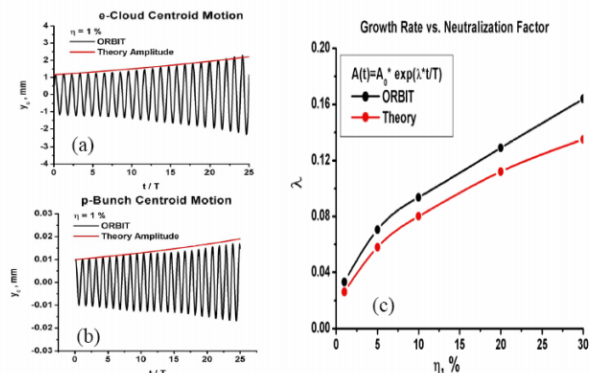 e-Cloud Centroid Motion
η = 1 %
ORBIT
Theory Amplitude
y_c, mm
4
3
2
1
0
-1
-2
-3
-4
(a)
0 5 10 15 20 25
t / T
p-Bunch Centroid Motion
η = 1 %
ORBIT
Theory Amplitude
y_c, mm
0.03
0.02
0.01
0.00
-0.01
-0.02
-0.03
(b)
0 5 10 15 20 25
t / T
Growth Rate vs. Neutralization Factor
A(t)=A_0* exp(λ*t/T)
ORBIT
Theory
λ
0.16
0.12
0.08
0.04
0.00
(c)
0 5 10 15 20 25 30
η, %